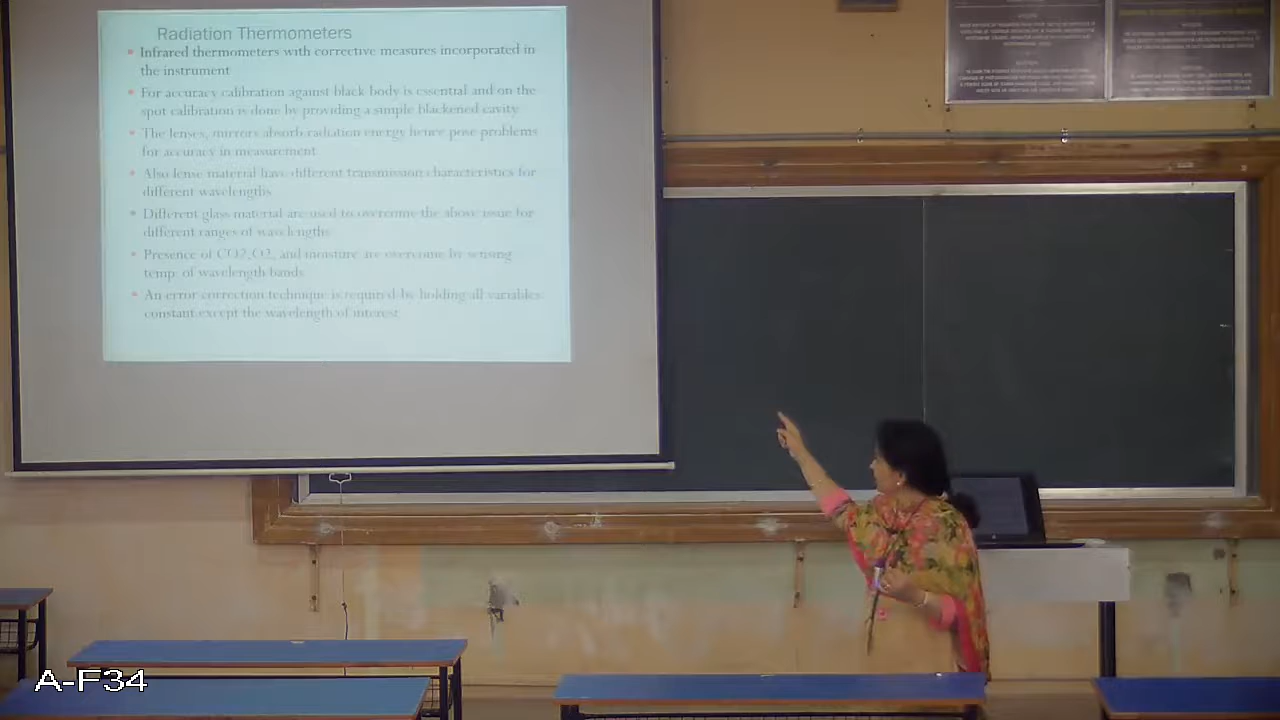 Radiation Thermometers
• Infrared thermometers with corrective measures incorporated in
the instrument
• For accuracy calibration against black body is essential and on the
spot calibration is done by providing a simple blackened cavity
• The lenses, mirrors absorb radiation energy hence pose problems
for accuracy in measurement
• Also lense material have different transmission characteristics for
different wavelengths
• Different glass material are used to overcome the above issue for
different ranges of wavelengths
• Presence of CO2,O2, and moisture are overcome by sensing
temp. of wavelength bands
• An error correction technique is required by holding all variables
constant except the wavelength of interest
A-F34